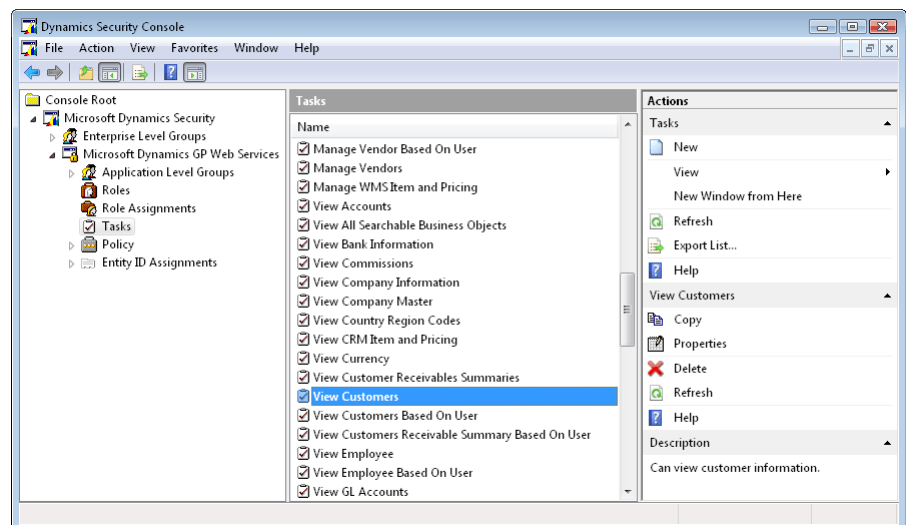 Dynamics Security Console
File Action View Favorites Window Help
Console Root
Microsoft Dynamics Security
Enterprise Level Groups
Microsoft Dynamics GP Web Services
Application Level Groups
Roles
Role Assignments
Tasks
Policy
Entity ID Assignments
Tasks
Name
Manage Vendor Based On User
Manage Vendors
Manage WMS Item and Pricing
View Accounts
View All Searchable Business Objects
View Bank Information
View Commissions
View Company Information
View Company Master
View Country Region Codes
View CRM Item and Pricing
View Currency
View Customer Receivables Summaries
View Customers
View Customers Based On User
View Customers Receivable Summary Based On User
View Employee
View Employee Based On User
View GL Accounts
Actions
Tasks
New
View
New Window from Here
Refresh
Export List...
Help
View Customers
Copy
Properties
Delete
Refresh
Help
Description
Can view customer information.